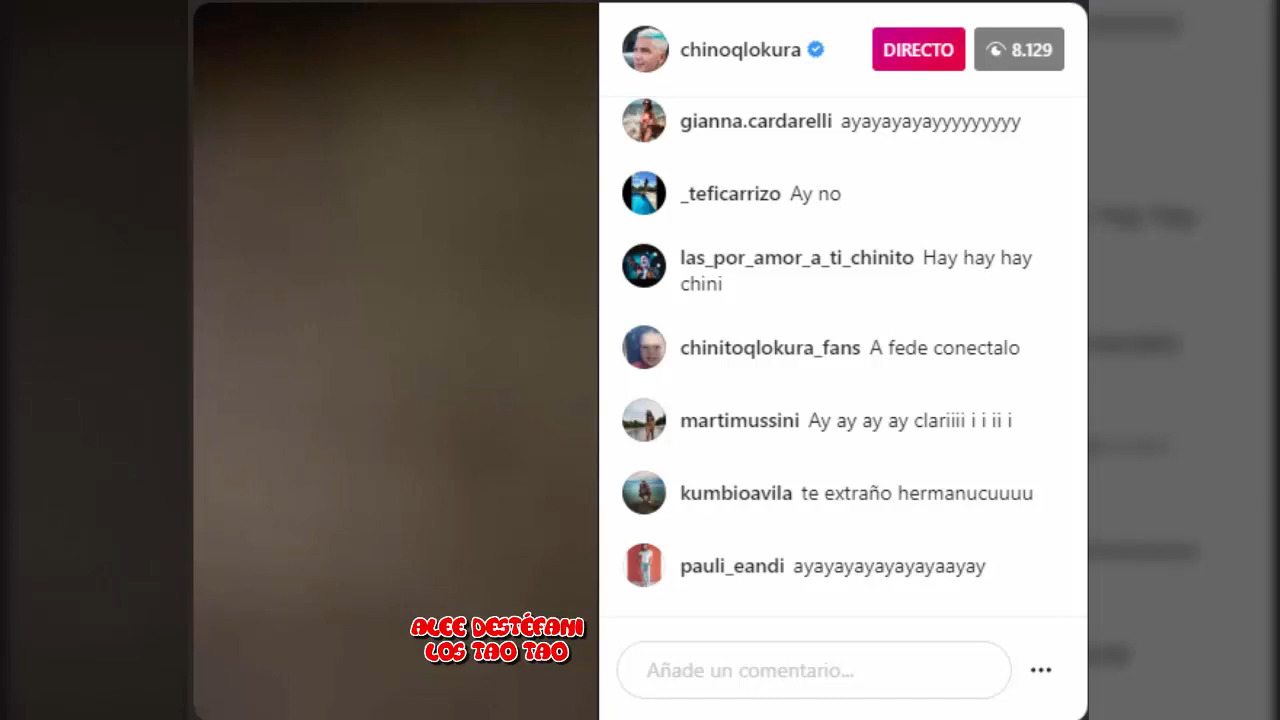 chinoqlokura
DIRECTO
8.129
gianna.cardarelli ayayayayayyyyyyyyy
_teficarrizo Ay no
las_por_amor_a_ti_chinito Hay hay hay
chini
chinitoqlokura_fans A fede conectalo
martimussini Ay ay ay ay clariiii i i ii i
kumbioavila te extraño hermanucuuuu
pauli_eandi ayayayayayayayaayay
ALEE DESTÉFANI
LOS TAO TAO
Añade un comentario...